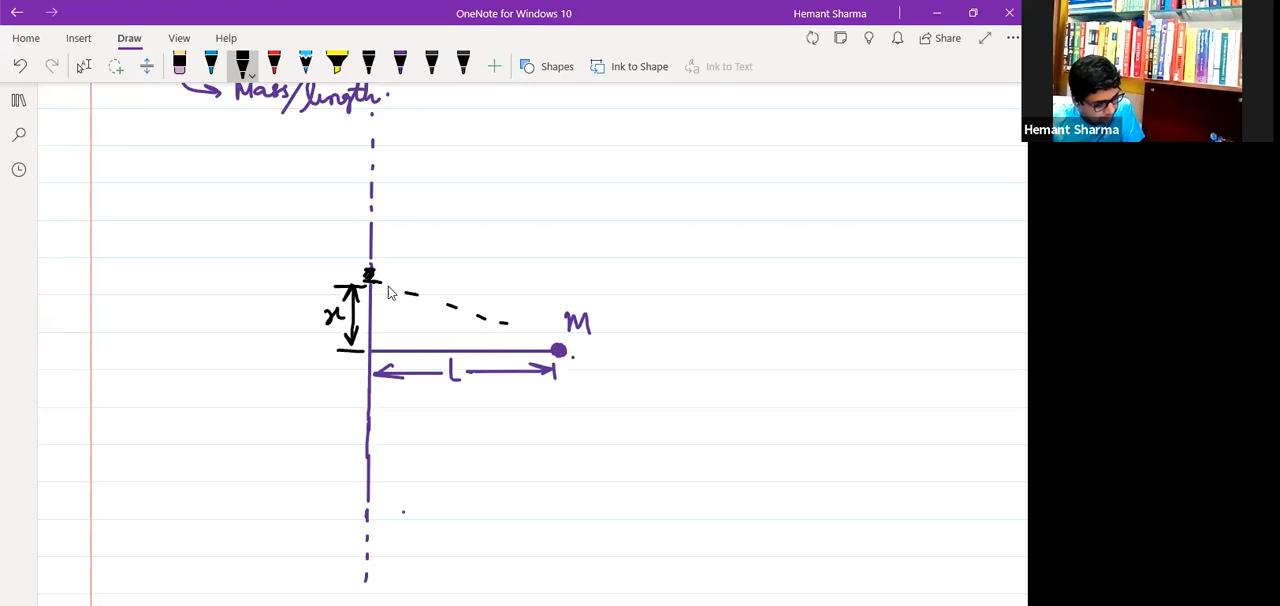 OneNote for Windows 10
Hemant Sharma
Home Insert Draw View Help
Share
Shapes Ink to Shape Ink to Text
Hemant Sharma
Mass/length.
x
M
L